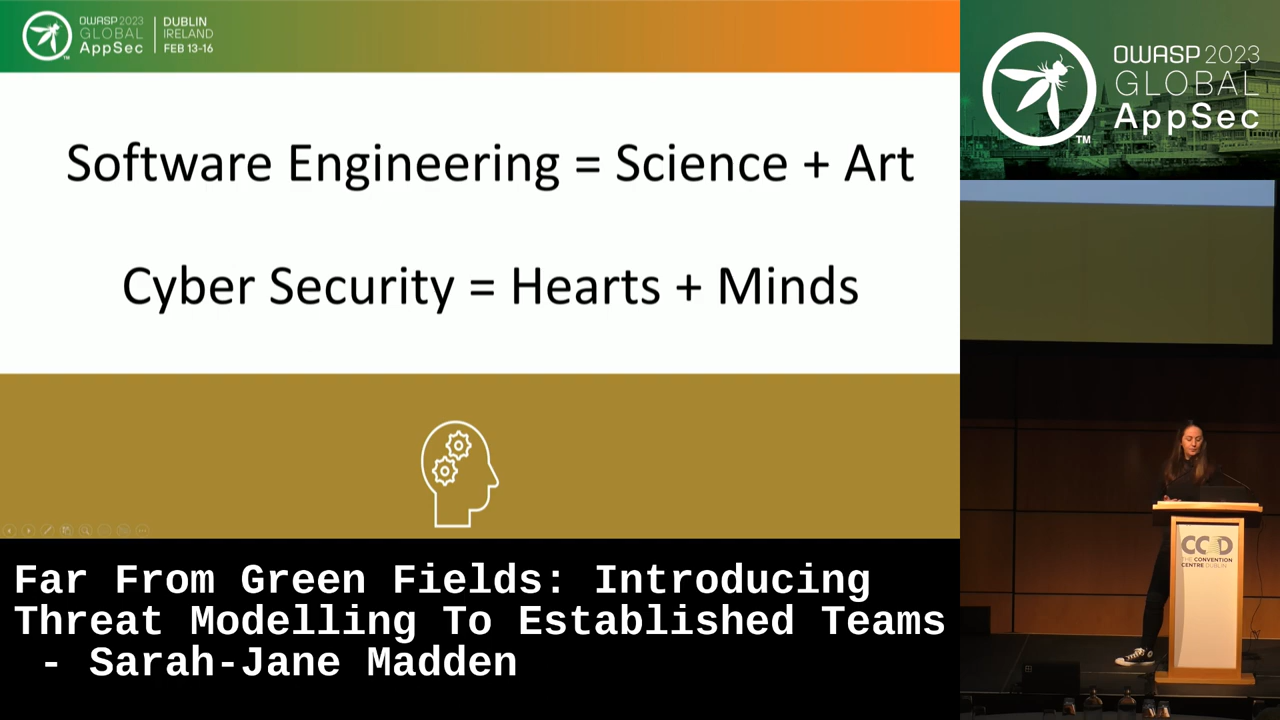 OWASP 2023
GLOBAL
AppSec
TM
DUBLIN
IRELAND
FEB 13-16
OWASP 2023
GLOBAL
AppSec
TM
Software Engineering = Science + Art
Cyber Security = Hearts + Minds
CCD
THE CONVENTION
CENTRE DUBLIN
Far From Green Fields: Introducing
Threat Modelling To Established Teams
- Sarah-Jane Madden